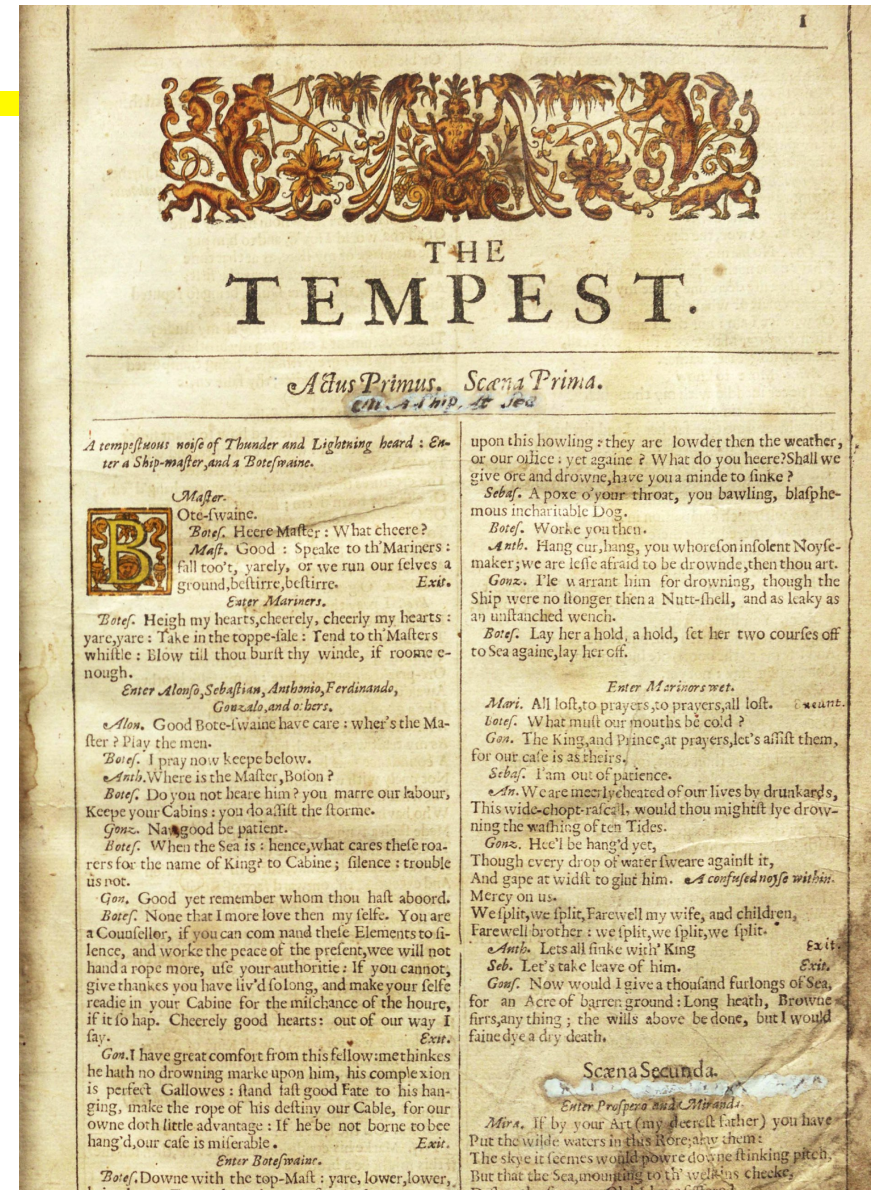 1
THE
TEMPEST.
Actus Primus. Scæna Prima.
On A Ship, At Sea
A tempeſtuous noiſe of Thunder and Lightning heard : En-
ter a Ship-maſter,and a Boteſwaine.
Maſter.
BOte-ſwaine.
Boteſ. Heere Maſter : What cheere?
Maſt. Good : Speake to th'Mariners :
fall too't, yarely, or we run our ſelves a
ground,beſtirre,beſtirre. Exit.
Enter Mariners.
Boteſ. Heigh my hearts,cheerely, cheerly my hearts :
yare,yare : Take in the toppe-ſale : Tend to th'Maſters
whiſtle : Blow till thou burſt thy winde, if roome e-
nough.
Enter Alonſo,Sebaſtian, Anthonio,Ferdinando,
Gonzalo,and others.
Alon. Good Bote-ſwaine have care : wher's the Ma-
ſter ? Play the men.
Boteſ. I pray now keepe below.
Anth.Where is the Maſter,Boſon ?
Boteſ. Do you not heare him ? you marre our labour,
Keepe your Cabins : you do aſſiſt the ſtorme.
Gonz. Nay good be patient.
Boteſ. When the Sea is : hence,what cares theſe roa-
rers for the name of King? to Cabine ; ſilence : trouble
us not.
Gon. Good yet remember whom thou haſt aboord.
Boteſ. None that I more love then my ſelfe. You are
a Counſellor, if you can com nand theſe Elements to ſi-
lence, and worke the peace of the preſent,wee will not
hand a rope more, uſe your authoritie : If you cannot,
give thankes you have liv'd ſo long, and make your ſelfe
readie in your Cabine for the miſchance of the houre,
if it ſo hap. Cheerely good hearts : out of our way I
ſay. Exit.
Gon.I have great comfort from this fellow:methinkes
he hath no drowning marke upon him, his complexion
is perfect Gallowes : ſtand faſt good Fate to his han-
ging, make the rope of his deſtiny our Cable, for our
owne doth little advantage : If he be not borne to bee
hang'd,our caſe is miſerable . Exit.
Enter Boteſwaine.
Boteſ.Downe with the top-Maſt : yare, lower,lower,
upon this howling : they are lowder then the weather,
or our office : yet againe ? What do you heere?Shall we
give ore and drowne,have you a minde to ſinke ?
Sebaſ. A poxe o'your throat, you bawling, blaſphe-
mous incharitable Dog.
Boteſ. Worke you then.
Anth. Hang cur,hang, you whoreſon inſolent Noyſe-
maker;we are leſſe afraid to be drownde,then thou art.
Gonz. I'le warrant him for drowning, though the
Ship were no ſtonger then a Nutt-ſhell, and as leaky as
an unſtanched wench.
Boteſ. Lay her a hold, a hold, ſet her two courſes off
to Sea againe,lay her off.
Enter Mariners wet.
Mari. All loſt,to prayers,to prayers,all loſt. Exeunt.
Boteſ. What muſt our mouths be cold ?
Gon. The King,and Prince,at prayers,let's aſſiſt them,
for our caſe is as theirs.
Sebaſ. I'am out of patience.
An. We are meerly cheated of our lives by drunkards,
This wide-chopt-raſcall, would thou mightſt lye drow-
ning the waſhing of ten Tides.
Gonz. Hee'l be hang'd yet,
Though every drop of water ſweare againſt it,
And gape at widſt to glut him. A confuſed noyſe within.
Mercy on us.
We ſplit,we ſplit,Farewell my wife, and children,
Farewell brother : we ſplit,we ſplit,we ſplit.
Anth. Lets all ſinke with' King Exit.
Seb. Let's take leave of him. Exit.
Gonſ. Now would I give a thouſand furlongs of Sea,
for an Acre of barren ground : Long heath, Browne
firrs,any thing ; the wills above be done, but I would
faine dye a dry death.
Scæna Secunda.
Enter Proſpero and Miranda.
Mira. If by your Art (my deereſt father) you have
Put the wilde waters in this Rore;alay them :
The skye it ſeemes would powre downe ſtinking pitch,
But that the Sea,mounting to th' welkins cheeke,